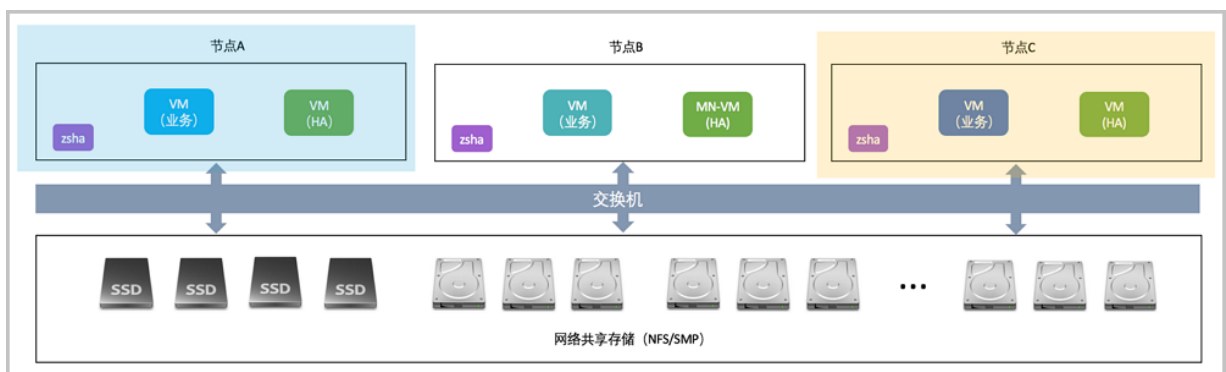 节点A
节点B
节点C
VM
(业务)
VM
(HA)
zsha
VM
(业务)
MN-VM
(HA)
zsha
VM
(业务)
VM
(HA)
zsha
交换机
SSD
SSD
SSD
SSD
...
网络共享存储（NFS/SMP）